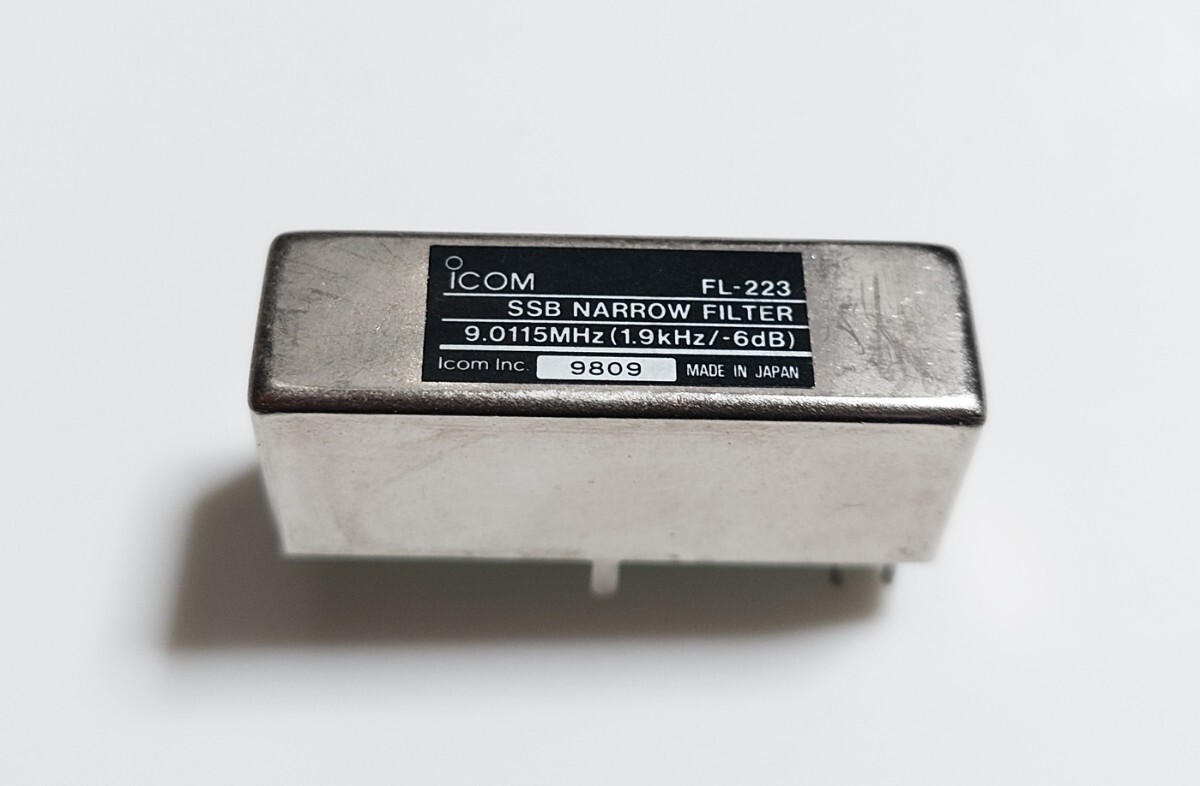 ICOM FL-223
SSB NARROW FILTER
9.0115MHz (1.9kHz/-6dB)
Icom Inc. 9809 MADE IN JAPAN